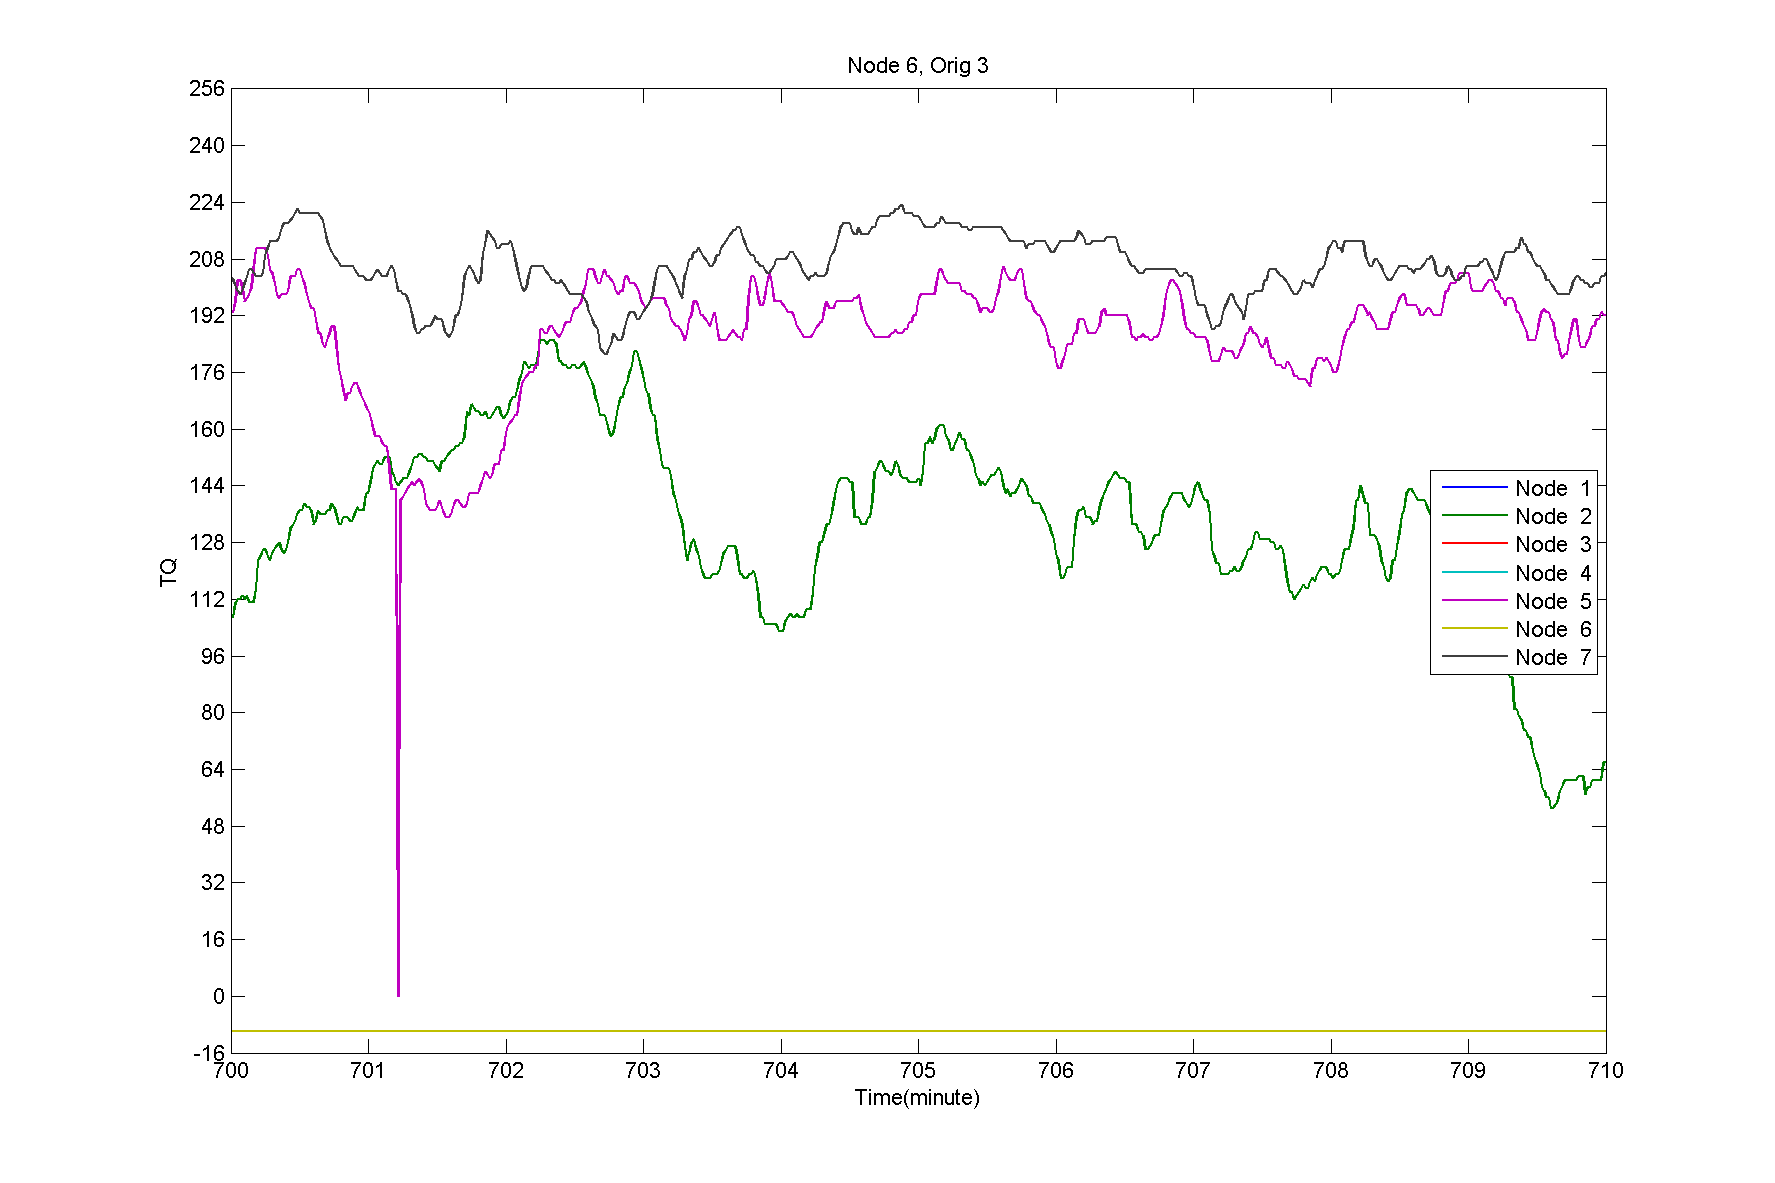 Node 6, Orig 3
256
240
224
208
192
176
160
144
128
112
96
80
64
48
32
16
0
-16
TQ
Node 1
Node 2
Node 3
Node 4
Node 5
Node 6
Node 7
700 701 702 703 704 705 706 707 708 709 710
Time(minute)